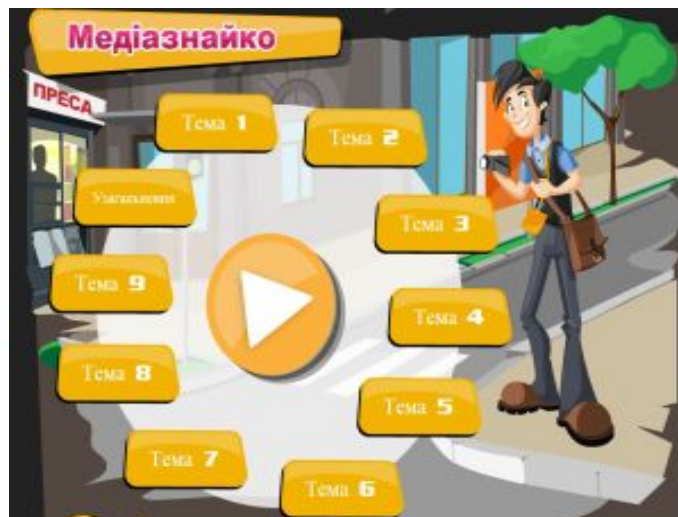 Медіазнайко
ПРЕСА
Тема 1
Тема 2
Тема 3
Тема 4
Тема 5
Тема 6
Тема 7
Тема 8
Тема 9
Узагальнення